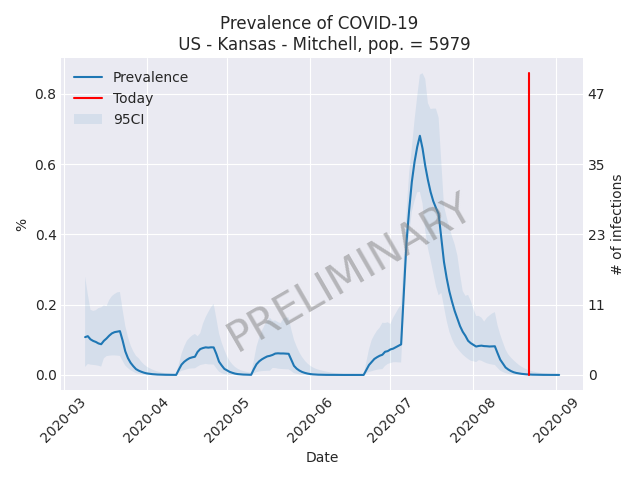 Prevalence of COVID-19
US - Kansas - Mitchell, pop. = 5979
Prevalence
Today
95CI
PRELIMINARY
%
0.8
0.6
0.4
0.2
0.0
47
35
23
11
0
# of infections
2020-03
2020-04
2020-05
2020-06
2020-07
2020-08
2020-09
Date